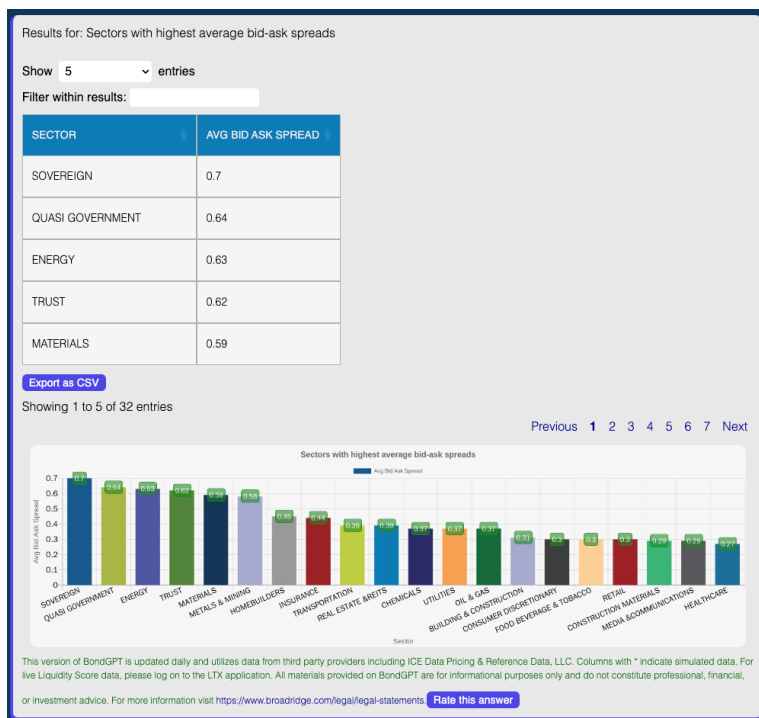 Results for: Sectors with highest average bid-ask spreads
Show 5 entries
Filter within results:
SECTOR AVG BID ASK SPREAD
SOVEREIGN 0.7
QUASI GOVERNMENT 0.64
ENERGY 0.63
TRUST 0.62
MATERIALS 0.59
Export as CSV
Showing 1 to 5 of 32 entries
Previous 1 2 3 4 5 6 7 Next
Sectors with highest average bid-ask spreads
Avg Bid Ask Spread
Avg Bid Ask Spread
0.7
0.6
0.5
0.4
0.3
0.2
0.1
0
0.7 0.64 0.63 0.62 0.59 0.58 0.45 0.44 0.39 0.39 0.37 0.37 0.37 0.31 0.3 0.3 0.3 0.29 0.29 0.27
SOVEREIGN
QUASI GOVERNMENT
ENERGY
TRUST
MATERIALS
METALS & MINING
HOMEBUILDERS
INSURANCE
TRANSPORTATION
REAL ESTATE &REITS
CHEMICALS
UTILITIES
OIL & GAS
BUILDING & CONSTRUCTION
CONSUMER DISCRETIONARY
FOOD BEVERAGE & TOBACCO
RETAIL
CONSTRUCTION MATERIALS
MEDIA &COMMUNICATIONS
HEALTHCARE
Sector
This version of BondGPT is updated daily and utilizes data from third party providers including ICE Data Pricing & Reference Data, LLC. Columns with * indicate simulated data. For
live Liquidity Score data, please log on to the LTX application. All materials provided on BondGPT are for informational purposes only and do not constitute professional, financial,
or investment advice. For more information visit https://www.broadridge.com/legal/legal-statements. Rate this answer